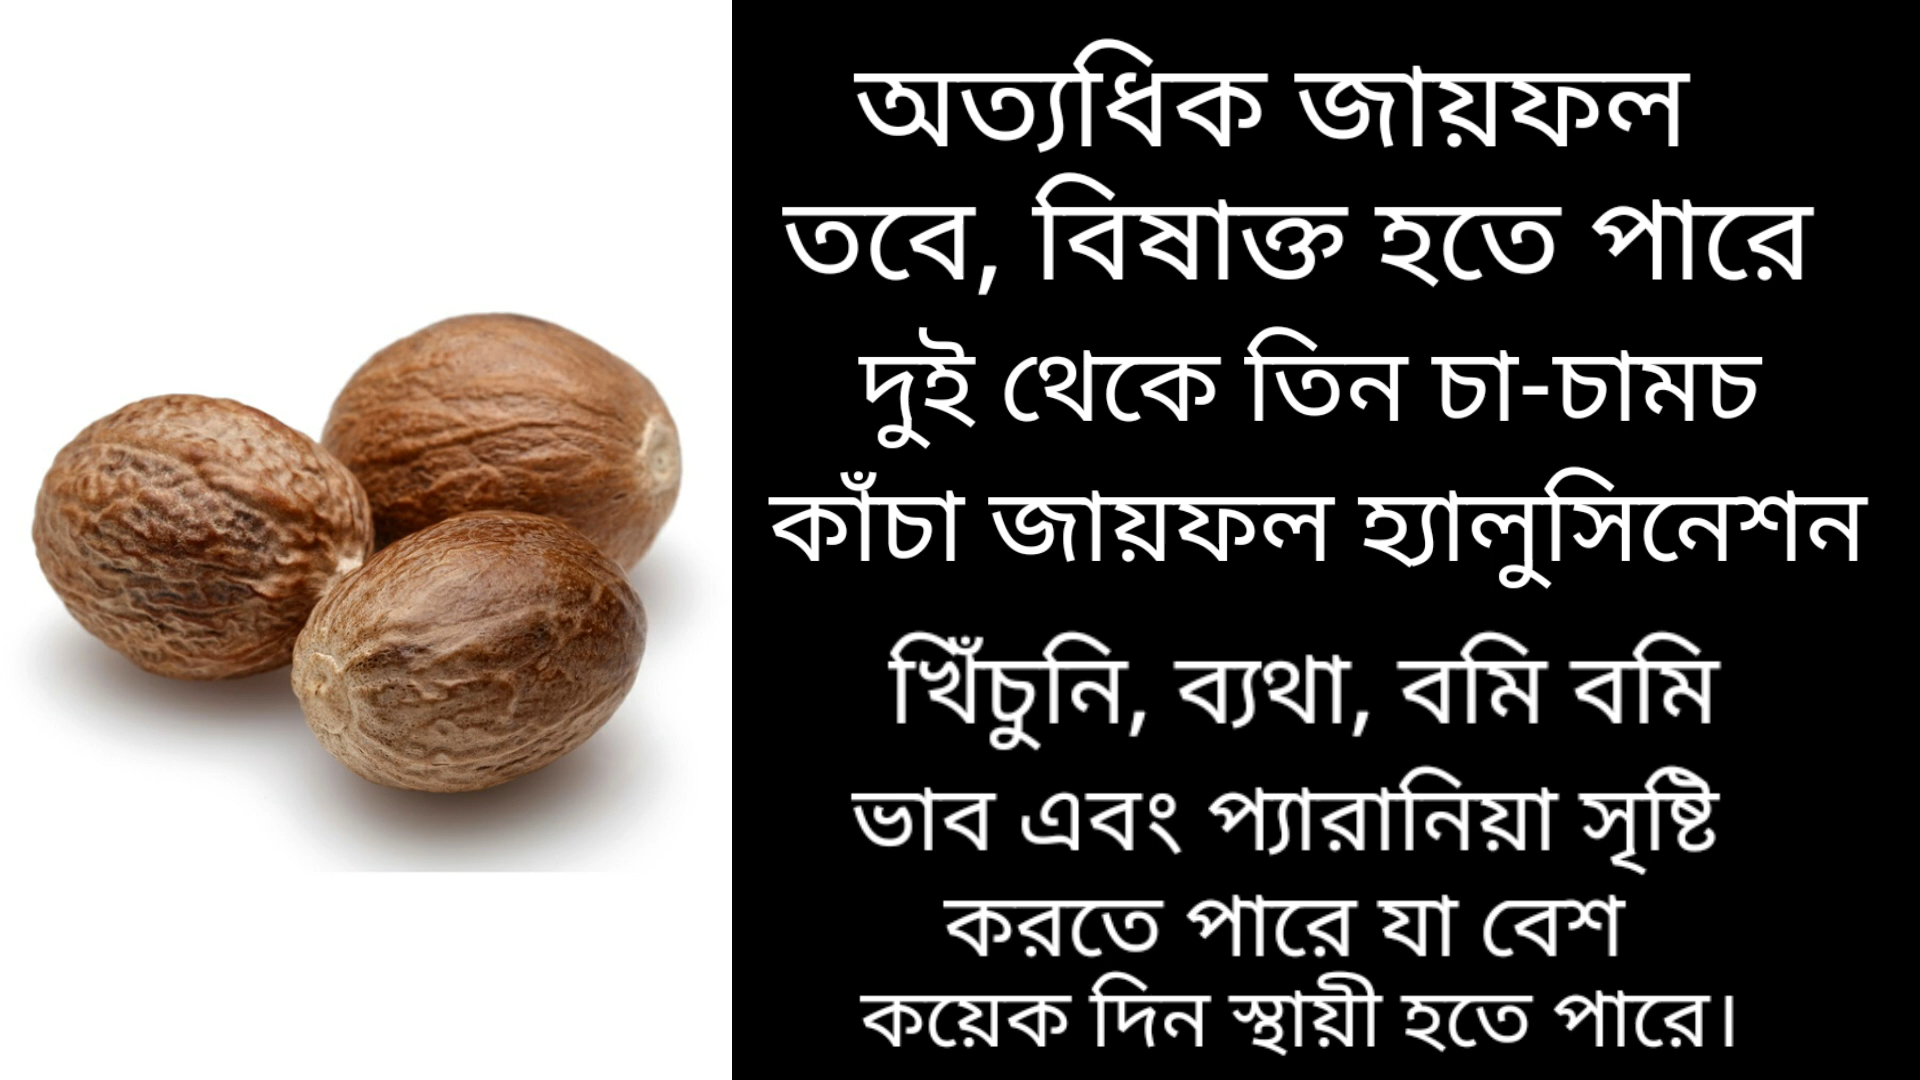 অত্যধিক জায়ফল
তবে, বিষাক্ত হতে পারে
দুই থেকে তিন চা-চামচ
কাঁচা জায়ফল হ্যালুসিনেশন
খিঁচুনি, ব্যথা, বমি বমি
ভাব এবং প্যারানিয়া সৃষ্টি
করতে পারে যা বেশ
কয়েক দিন স্থায়ী হতে পারে।